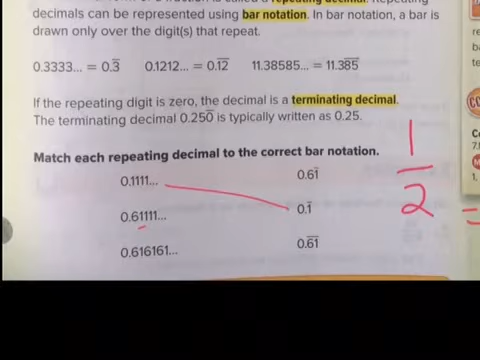 decimals can be represented using bar notation. In bar notation, a bar is
drawn only over the digit(s) that repeat.
0.3333... = 0.3̅ 0.1212... = 0.1̅2̅ 11.38585... = 11.38̅5̅
If the repeating digit is zero, the decimal is a terminating decimal.
The terminating decimal 0.250̅ is typically written as 0.25.
Match each repeating decimal to the correct bar notation.
0.1111... 0.61̅
0.61111... 0.1̅
0.616161... 0.6̅1̅
1
2
=